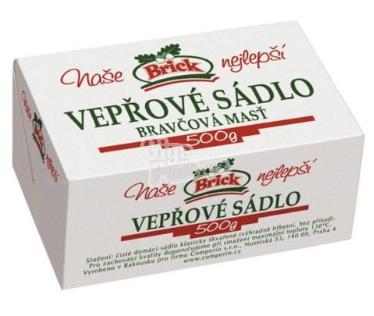 Naše Brick nejlepší
VEPŘOVÉ SÁDLO
BRAVČOVÁ MASŤ
500g
Naše Brick nejlepší
VEPŘOVÉ SÁDLO
500g
Složení: čisté domácí sádlo klasicky škvařené (výhradně hřbetní, bez přísad).
Pro zachování kvality doporučujeme při smažení maximální teplotu 130°C.
Vyrobeno v Rakousku pro firmu Comperio s.r.o., Nuselská 53, 140 00, Praha 4
www.comperio.cz